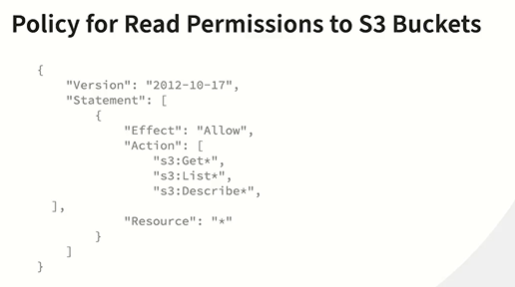 Policy for Read Permissions to S3 Buckets
{
    "Version": "2012-10-17",
    "Statement": [
        {
            "Effect": "Allow",
            "Action": [
                "s3:Get*",
                "s3:List*",
                "s3:Describe*",
  ],
            "Resource": "*"
        }
    ]
}